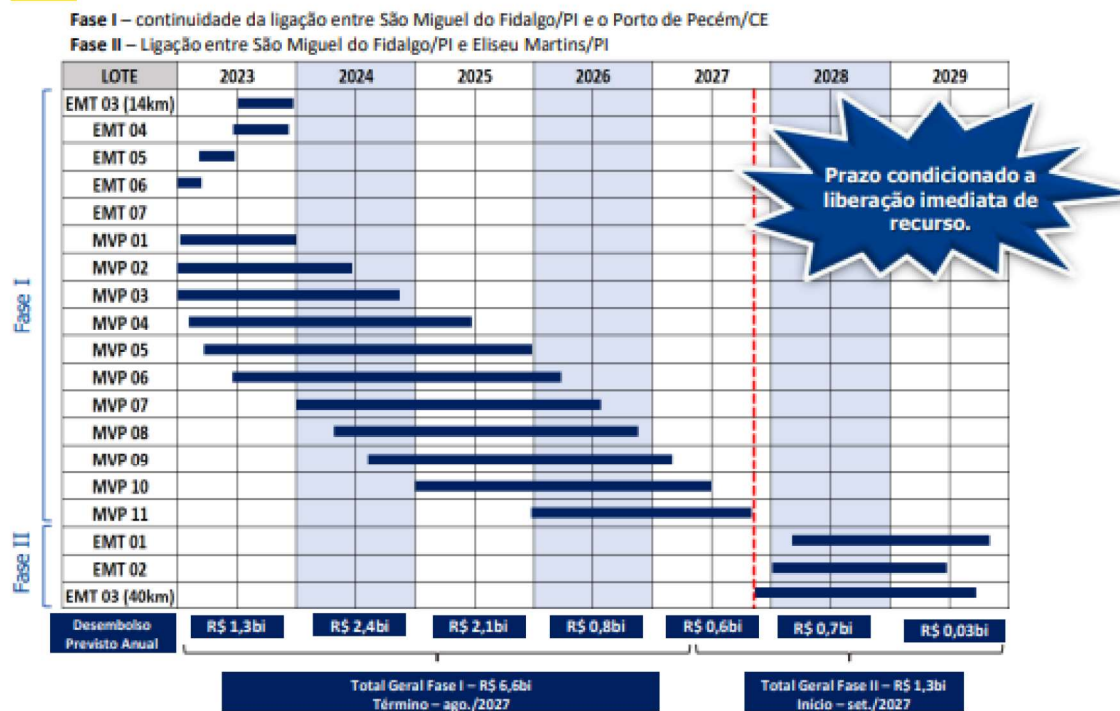 Fase I – continuidade da ligação entre São Miguel do Fidalgo/PI e o Porto de Pecém/CE
Fase II – Ligação entre São Miguel do Fidalgo/PI e Eliseu Martins/PI
LOTE 2023 2024 2025 2026 2027 2028 2029
EMT 03 (14km)
EMT 04
EMT 05
EMT 06
EMT 07
MVP 01
MVP 02
MVP 03
MVP 04
MVP 05
MVP 06
MVP 07
MVP 08
MVP 09
MVP 10
MVP 11
EMT 01
EMT 02
EMT 03 (40km)
Fase I
Fase II
Prazo condicionado a
liberação imediata de
recurso.
Desembolso
Previsto Anual
R$ 1,3bi R$ 2,4bi R$ 2,1bi R$ 0,8bi R$ 0,6bi R$ 0,7bi R$ 0,03bi
Total Geral Fase I – R$ 6,6bi
Término – ago./2027
Total Geral Fase II – R$ 1,3bi
Inicio – set./2027